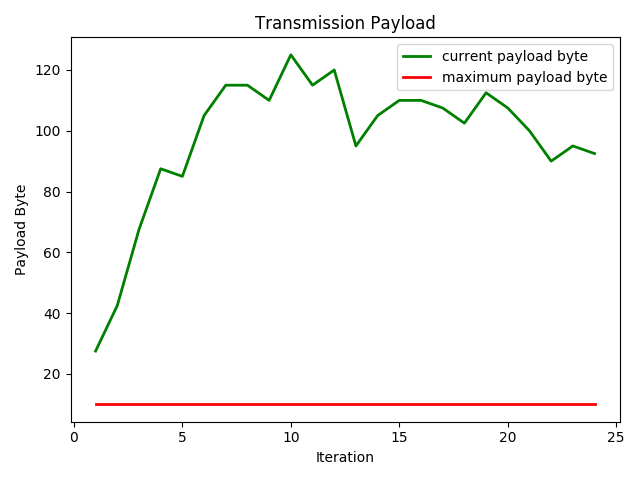 Transmission Payload
current payload byte
maximum payload byte
Payload Byte
120
100
80
60
40
20
0 5 10 15 20 25
Iteration